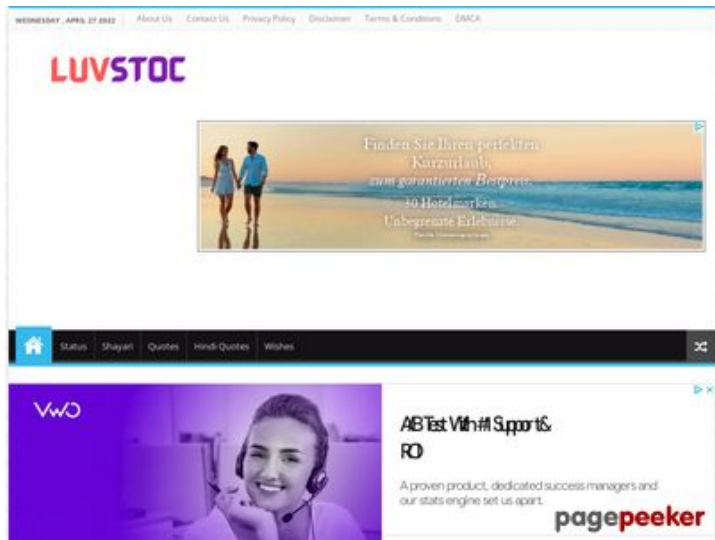 WEDNESDAY , APRIL 27 2022 About Us Contact Us Privacy Policy Disclaimer Terms & Conditions DMCA
LUVSTOC
Finden Sie Ihren perfekten
Kurzurlaub,
zum garantierten Bestpreis.
30 Hotelmarken.
Unbegrenzte Erlebnisse.
Status Shayari Quotes Hindi Quotes Wishes
VWO
A/B Test With #1 Support &
ROI
A proven product, dedicated success managers and
our stats engine set us apart.
pagepeeker